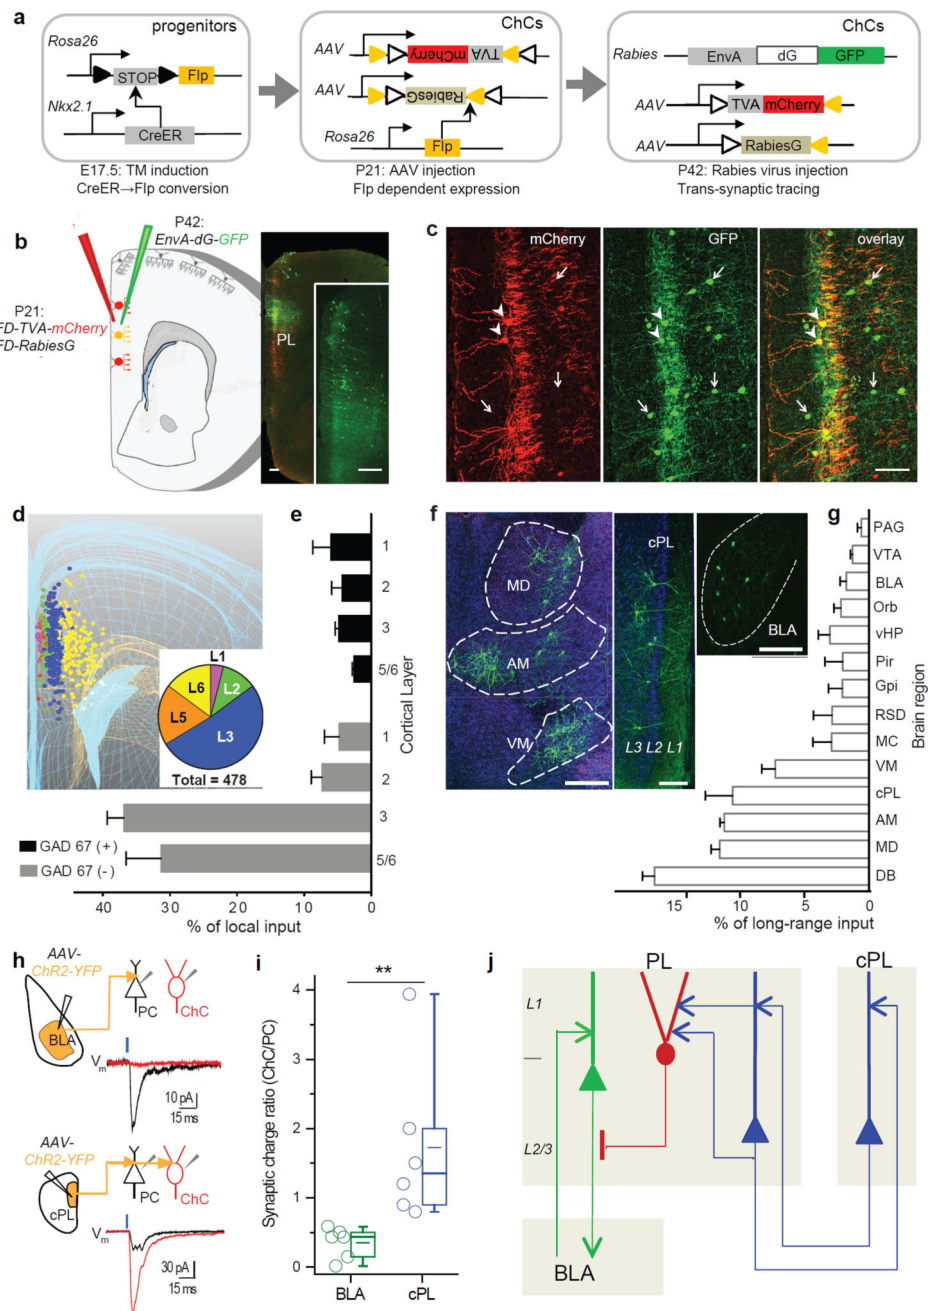 a
progenitors
Rosa26
STOP
Flp
Nkx2.1
CreER
E17.5: TM induction
CreER→Flp conversion
ChCs
AAV
mCherry
TVA
AAV
RabiesG
Rosa26
Flp
P21: AAV injection
Flp dependent expression
ChCs
Rabies
EnvA
dG
GFP
AAV
TVA
mCherry
AAV
RabiesG
P42: Rabies virus injection
Trans-synaptic tracing
b
P42:
EnvA-dG-GFP
P21:
FD-TVA-mCherry
FD-RabiesG
PL
c
mCherry
GFP
overlay
d
L1
L2
L3
L5
L6
Total = 478
GAD 67 (+)
GAD 67 (-)
e
1
2
3
5/6
1
2
3
5/6
Cortical Layer
40 30 20 10 0
% of local input
f
MD
AM
VM
cPL
L3 L2 L1
BLA
g
PAG
VTA
BLA
Orb
vHP
Pir
Gpi
RSD
MC
VM
cPL
AM
MD
DB
Brain region
15 10 5 0
% of long-range input
h
AAV-
ChR2-YFP
BLA
PC
ChC
Vm
10 pA
15 ms
AAV-
ChR2-YFP
cPL
PC
ChC
Vm
30 pA
15 ms
i
**
Synaptic charge ratio (ChC/PC)
4
3
2
1
0
BLA cPL
j
PL
cPL
L1
L2/3
BLA